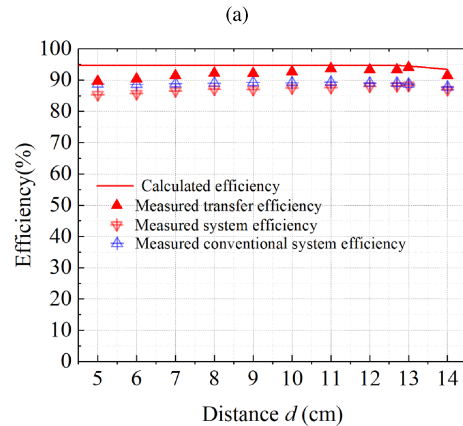 (a)
100
90
80
70
60
50
40
30
20
10
0
Efficiency(%)
Calculated efficiency
Measured transfer efficiency
Measured system efficiency
Measured conventional system efficiency
5 6 7 8 9 10 11 12 13 14
Distance d (cm)